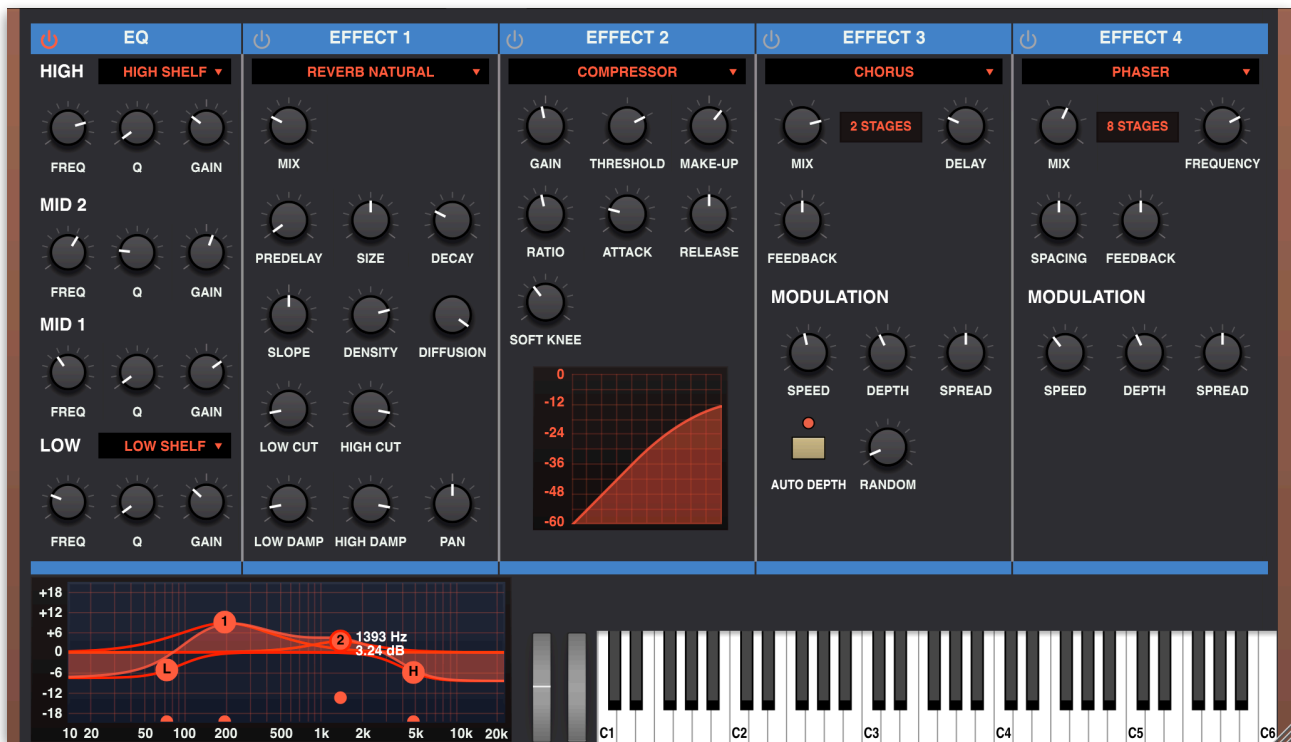 EQ EFFECT 1 EFFECT 2 EFFECT 3 EFFECT 4
HIGH HIGH SHELF REVERB NATURAL COMPRESSOR CHORUS PHASER
2 STAGES 8 STAGES
FREQ Q GAIN MIX GAIN THRESHOLD MAKE-UP MIX DELAY MIX FREQUENCY
MID 2
PREDELAY SIZE DECAY RATIO ATTACK RELEASE FEEDBACK SPACING FEEDBACK
FREQ Q GAIN MODULATION MODULATION
MID 1
SLOPE DENSITY DIFFUSION SOFT KNEE
0
SPEED DEPTH SPREAD SPEED DEPTH SPREAD
-12
FREQ Q GAIN
-24
LOW LOW SHELF LOW CUT HIGH CUT
-36
AUTO DEPTH RANDOM
-48
-60
FREQ Q GAIN LOW DAMP HIGH DAMP PAN
+18
+12
+6
0
-6
-12
-18
1 2 L H
1393 Hz
3.24 dB
10 20 50 100 200 500 1k 2k 5k 10k 20k
C1 C2 C3 C4 C5 C6